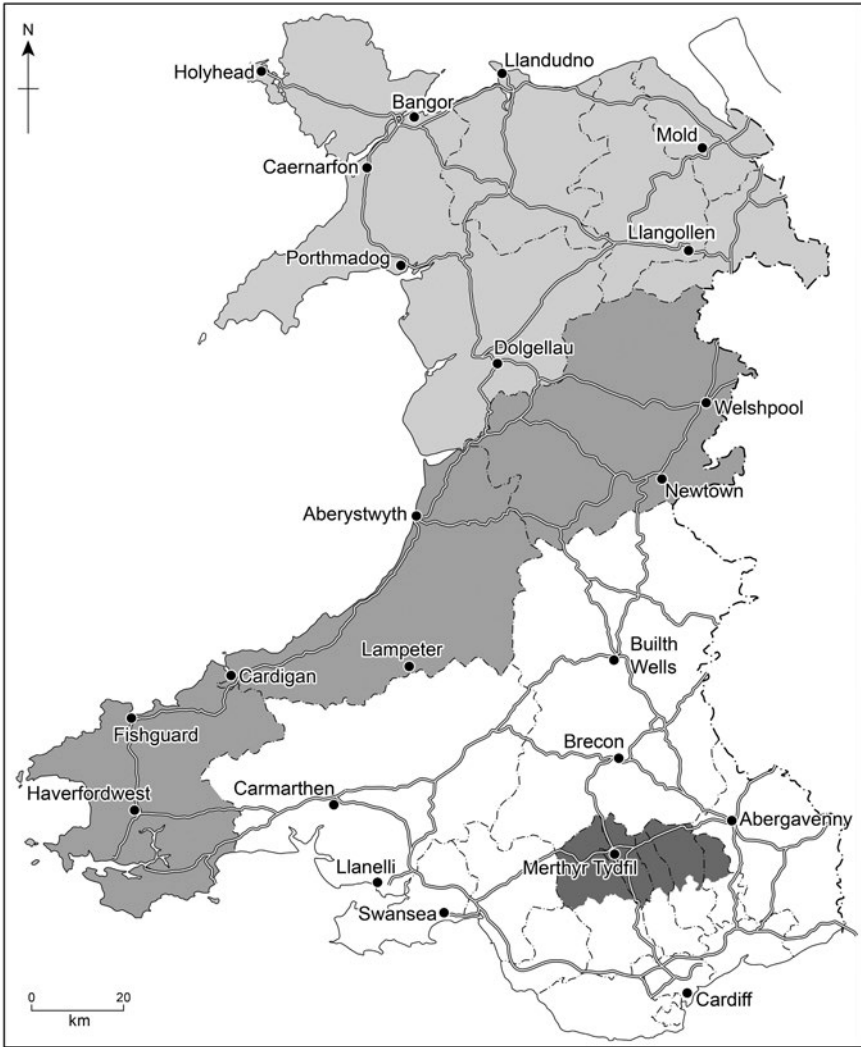 N
Llandudno
Holyhead
Bangor
Mold
Caernarfon
Llangollen
Porthmadog
Dolgellau
Welshpool
Newtown
Aberystwyth
Lampeter
Builth
Wells
Cardigan
Fishguard
Brecon
Haverfordwest
Carmarthen
Abergavenny
Merthyr Tydfil
Llanelli
Swansea
Cardiff
0 20
km